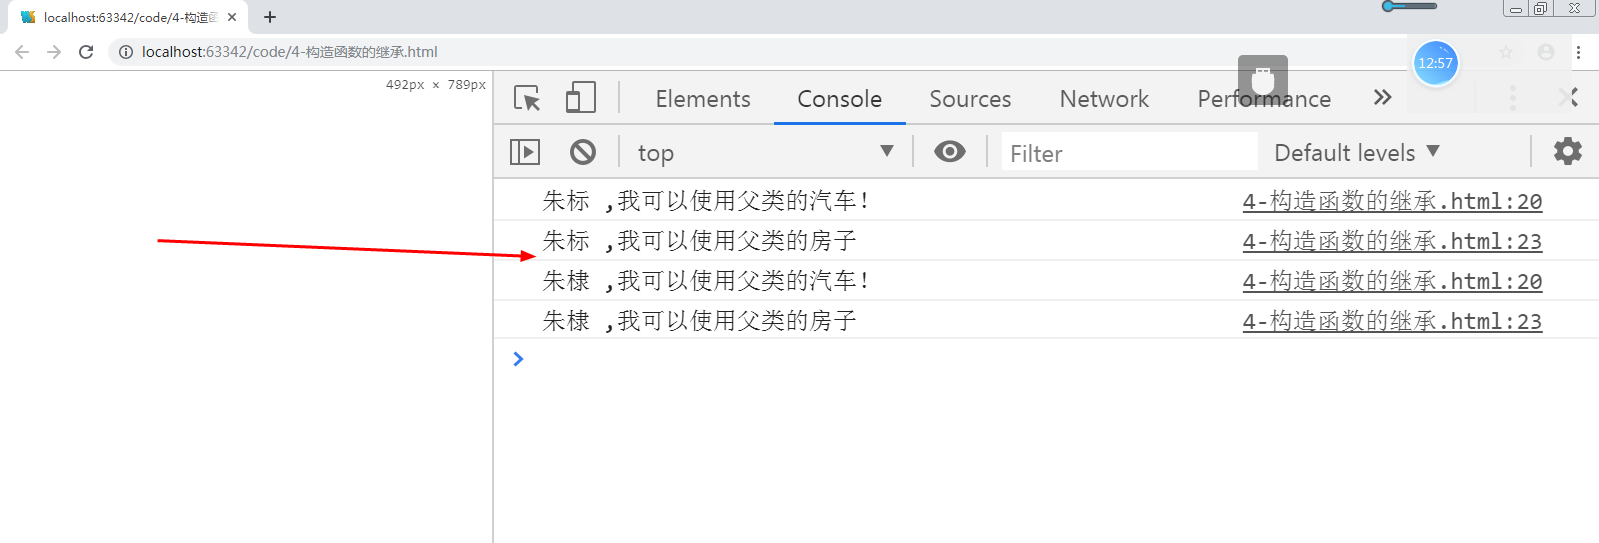 localhost:63342/code/4-构造函
localhost:63342/code/4-构造函数的继承.html
12:57
492px × 789px
Elements Console Sources Network Performance
top Filter Default levels
朱标 ,我可以使用父类的汽车! 4-构造函数的继承.html:20
朱标 ,我可以使用父类的房子 4-构造函数的继承.html:23
朱棣 ,我可以使用父类的汽车! 4-构造函数的继承.html:20
朱棣 ,我可以使用父类的房子 4-构造函数的继承.html:23